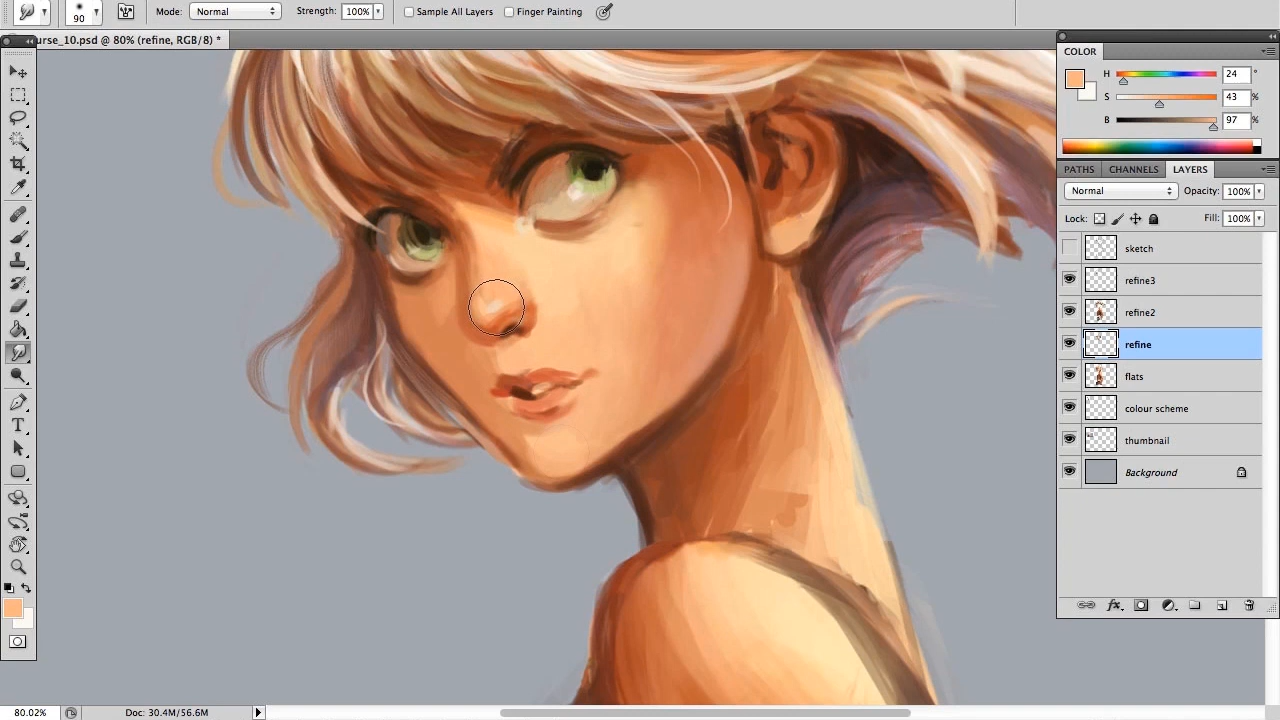 90 Mode: Normal Strength: 100% Sample All Layers Finger Painting
urse_10.psd @ 80% (refine, RGB/8) *
COLOR
H 24 °
S 43 %
B 97 %
PATHS CHANNELS LAYERS
Normal Opacity: 100%
Lock: Fill: 100%
sketch
refine3
refine2
refine
flats
colour scheme
thumbnail
Background
T
fx
80.02% Doc: 30.4M/56.6M